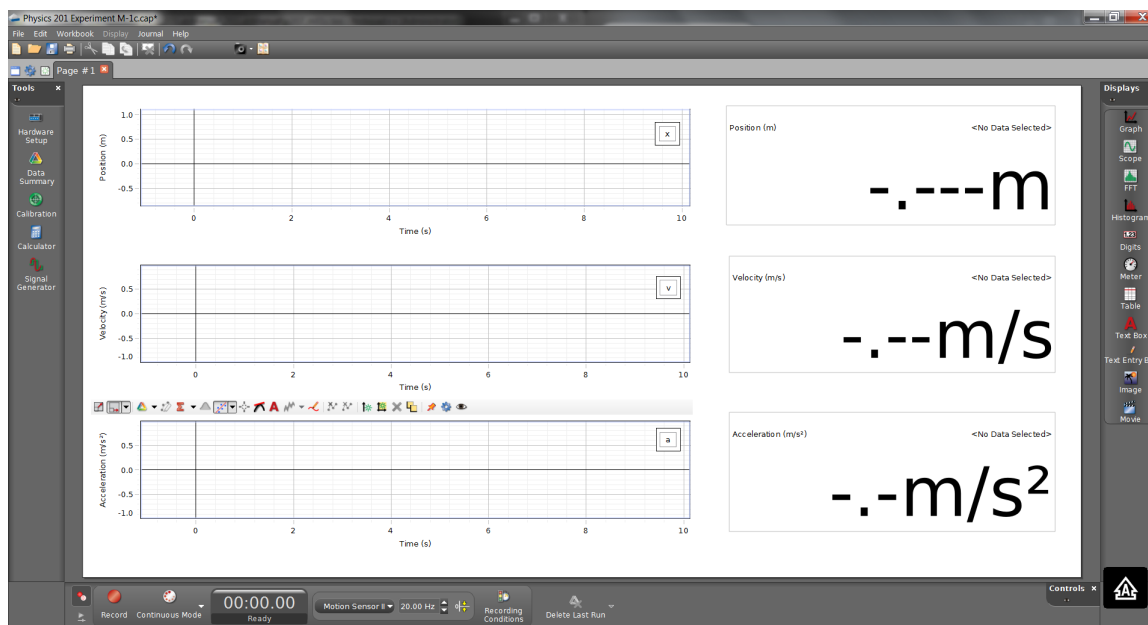 Physics 201 Experiment M-1c.cap*
File Edit Workbook Display Journal Help
Page #1
Tools
Hardware
Setup
Data
Summary
Calibration
Calculator
Signal
Generator
1.0
0.5
0.0
-0.5
Position (m)
x
0 2 4 6 8 10
Time (s)
Position (m) <No Data Selected>
-.---m
0.5
0.0
-0.5
-1.0
Velocity (m/s)
v
0 2 4 6 8 10
Time (s)
Velocity (m/s) <No Data Selected>
-.--m/s
0.5
0.0
-0.5
-1.0
Acceleration (m/s²)
a
0 2 4 6 8 10
Time (s)
Acceleration (m/s²) <No Data Selected>
-.-m/s²
Displays
Graph
Scope
FFT
Histogram
Digits
Meter
Table
Text Box
Text Entry B
Image
Movie
Record
Continuous Mode
00:00.00
Ready
Motion Sensor II
20.00 Hz
Recording
Conditions
Delete Last Run
Controls